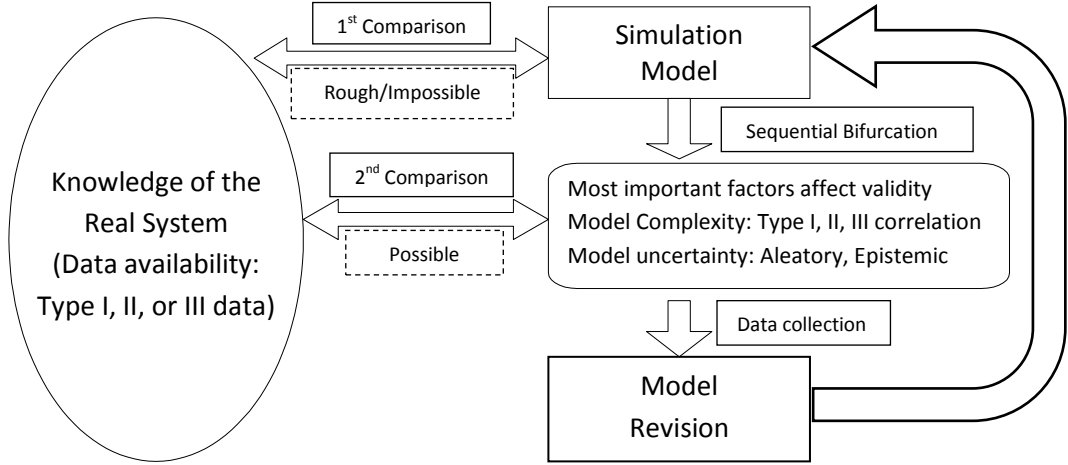 1st Comparison
Rough/Impossible
Simulation
Model
Sequential Bifurcation
Knowledge of the
Real System
(Data availability:
Type I, II, or III data)
2nd Comparison
Possible
Most important factors affect validity
Model Complexity: Type I, II, III correlation
Model uncertainty: Aleatory, Epistemic
Data collection
Model
Revision